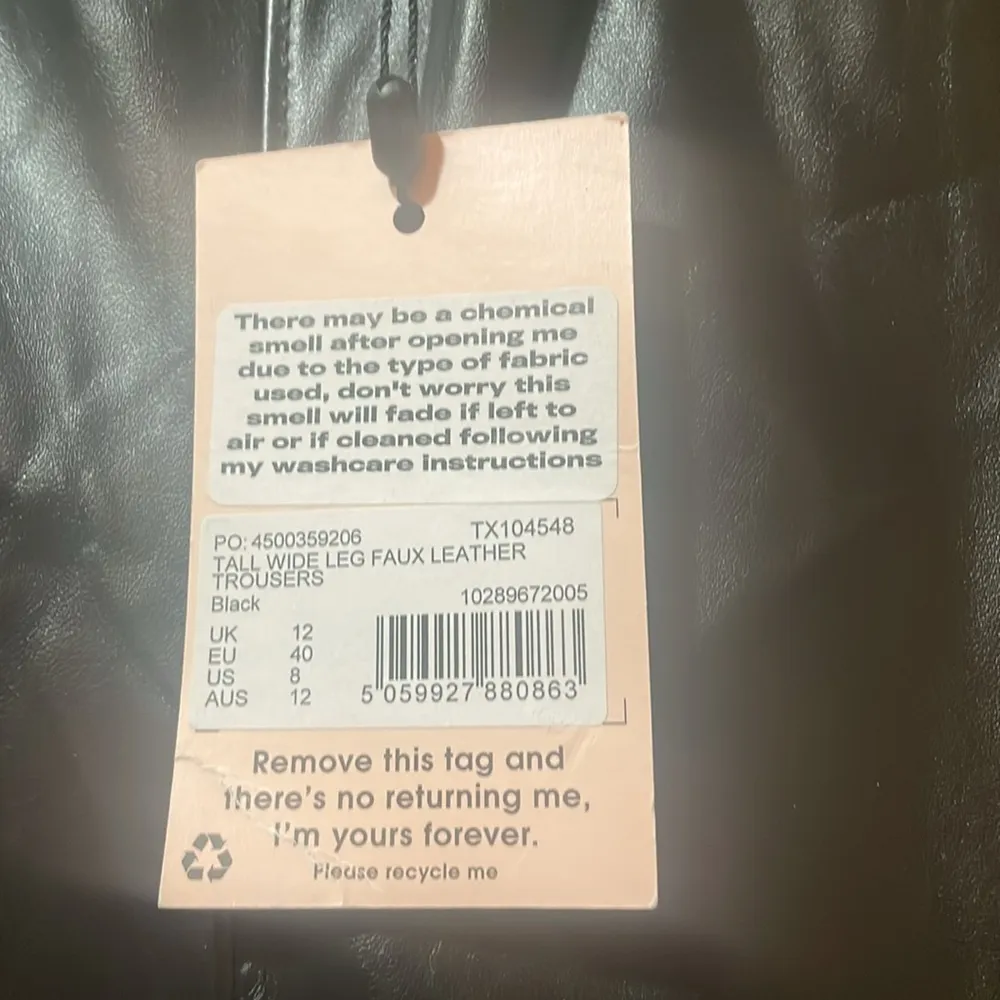 There may be a chemical
smell after opening me
due to the type of fabric
used, don't worry this
smell will fade if left to
air or if cleaned following
my washcare instructions
PO: 4500359206 TX104548
TALL WIDE LEG FAUX LEATHER
TROUSERS
Black 10289672005
UK 12
EU 40
US 8
AUS 12
5 059927 880863
Remove this tag and
there's no returning me,
I'm yours forever.
Please recycle me